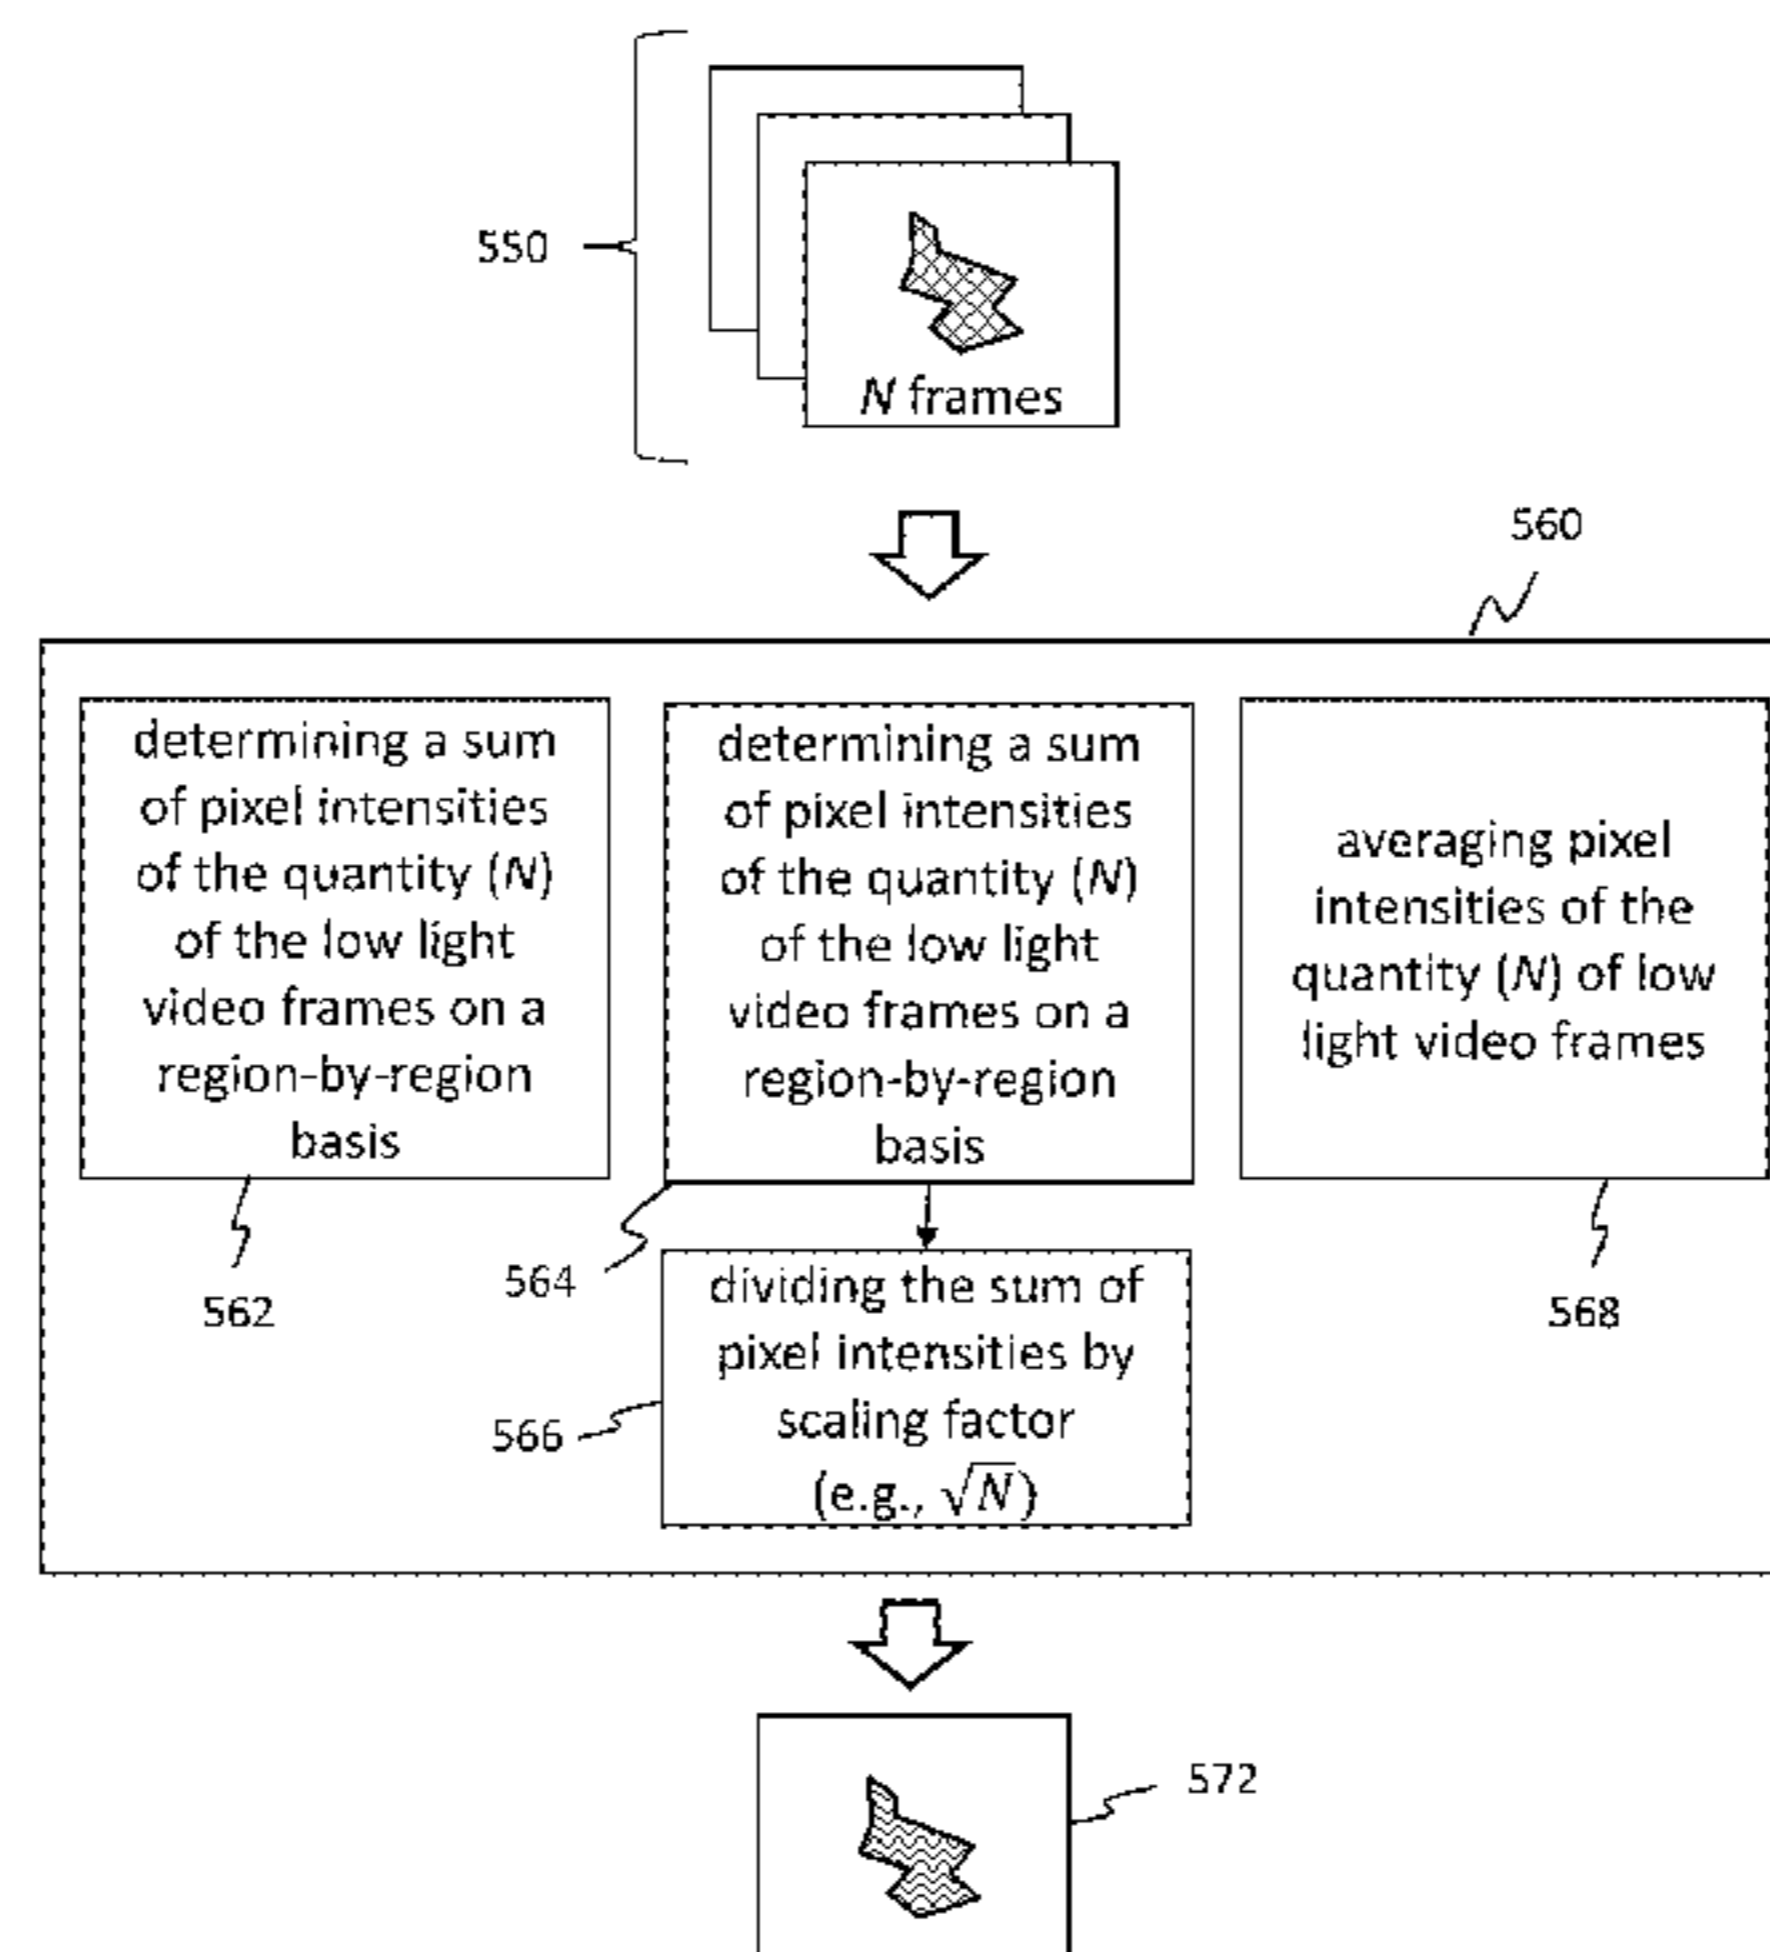 550
N frames
560
determining a sum
of pixel intensities
of the quantity (N)
of the low light
video frames on a
region-by-region
basis
determining a sum
of pixel intensities
of the quantity (N)
of the low light
video frames on a
region-by-region
basis
averaging pixel
intensities of the
quantity (N) of low
light video frames
562
564
568
dividing the sum of
pixel intensities by
scaling factor
(e.g., √N)
566
572